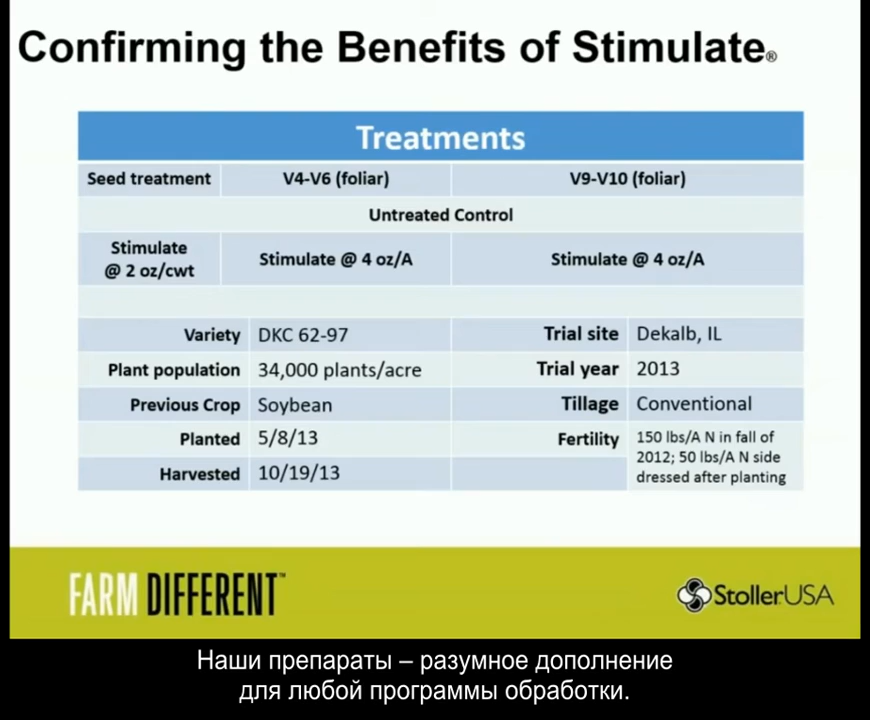 Confirming the Benefits of Stimulate®
Treatments
Seed treatment V4-V6 (foliar) V9-V10 (foliar)
Untreated Control
Stimulate
@ 2 oz/cwt
Stimulate @ 4 oz/A
Stimulate @ 4 oz/A
Variety DKC 62-97
Trial site Dekalb, IL
Plant population 34,000 plants/acre
Trial year 2013
Previous Crop Soybean
Tillage Conventional
Planted 5/8/13
Fertility 150 lbs/A N in fall of
2012; 50 lbs/A N side
dressed after planting
Harvested 10/19/13
FARM DIFFERENT™
StollerUSA
Наши препараты – разумное дополнение
для любой программы обработки.